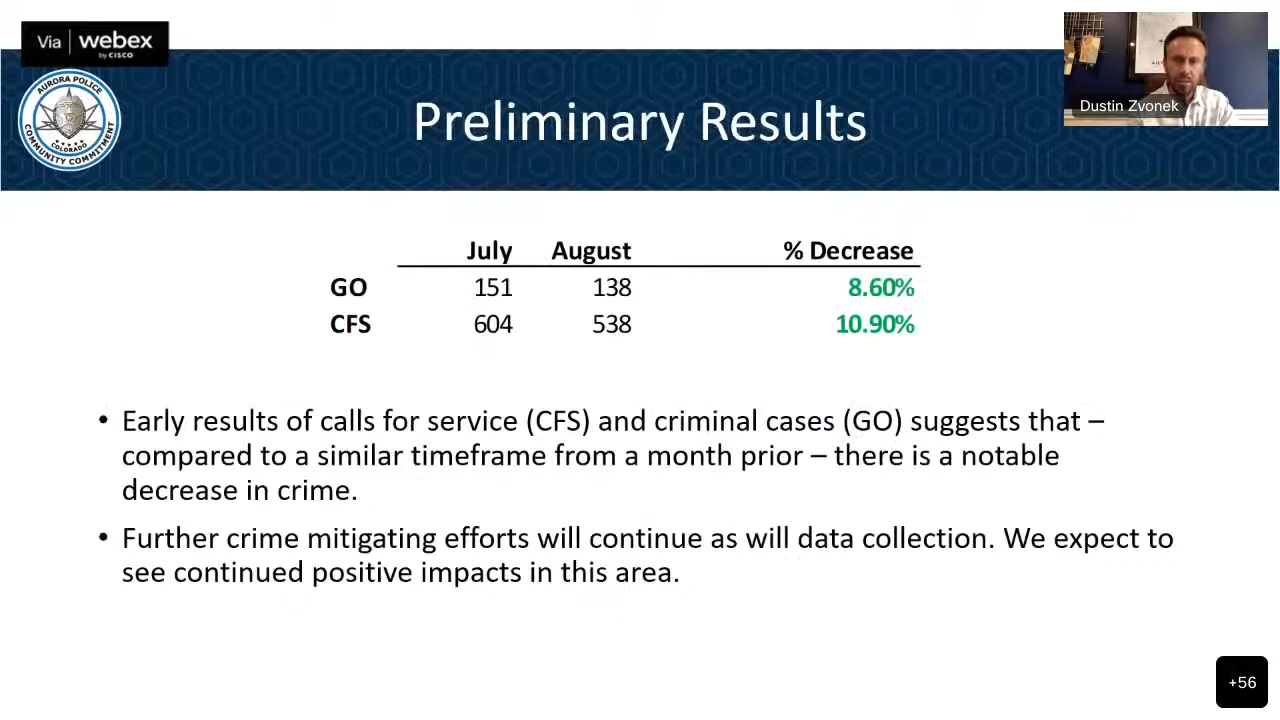 Via webex
by CISCO
AURORA POLICE
COLORADO
COMMUNITY COMMITMENT
Preliminary Results
Dustin Zvonek
July August % Decrease
GO 151 138 8.60%
CFS 604 538 10.90%
• Early results of calls for service (CFS) and criminal cases (GO) suggests that –
compared to a similar timeframe from a month prior – there is a notable
decrease in crime.
• Further crime mitigating efforts will continue as will data collection. We expect to
see continued positive impacts in this area.
+56